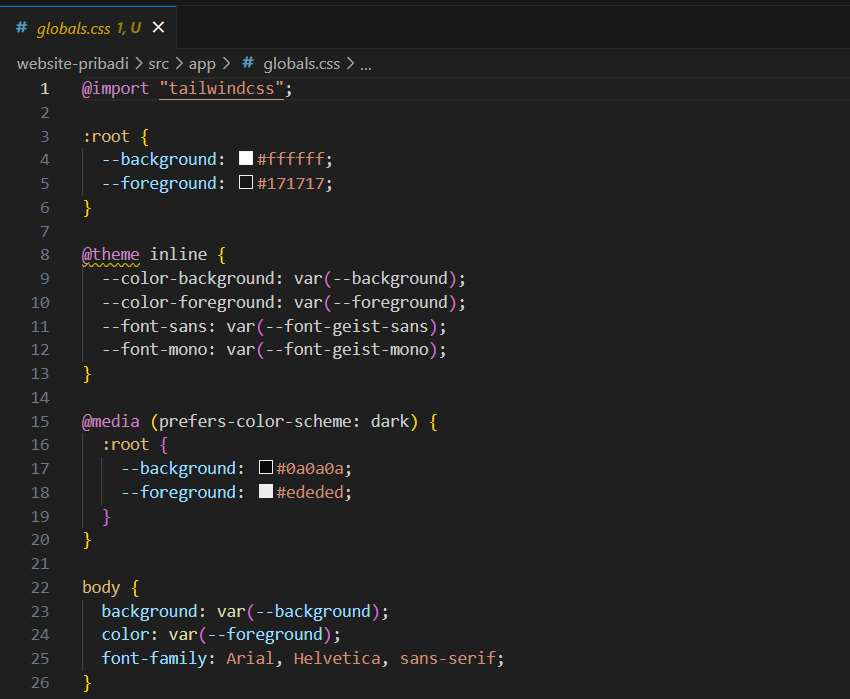 # globals.css 1, U ✕
website-pribadi > src > app > # globals.css > ...
1 @import "tailwindcss";
2
3 :root {
4   --background: #ffffff;
5   --foreground: #171717;
6 }
7
8 @theme inline {
9   --color-background: var(--background);
10   --color-foreground: var(--foreground);
11   --font-sans: var(--font-geist-sans);
12   --font-mono: var(--font-geist-mono);
13 }
14
15 @media (prefers-color-scheme: dark) {
16   :root {
17     --background: #0a0a0a;
18     --foreground: #ededed;
19   }
20 }
21
22 body {
23   background: var(--background);
24   color: var(--foreground);
25   font-family: Arial, Helvetica, sans-serif;
26 }